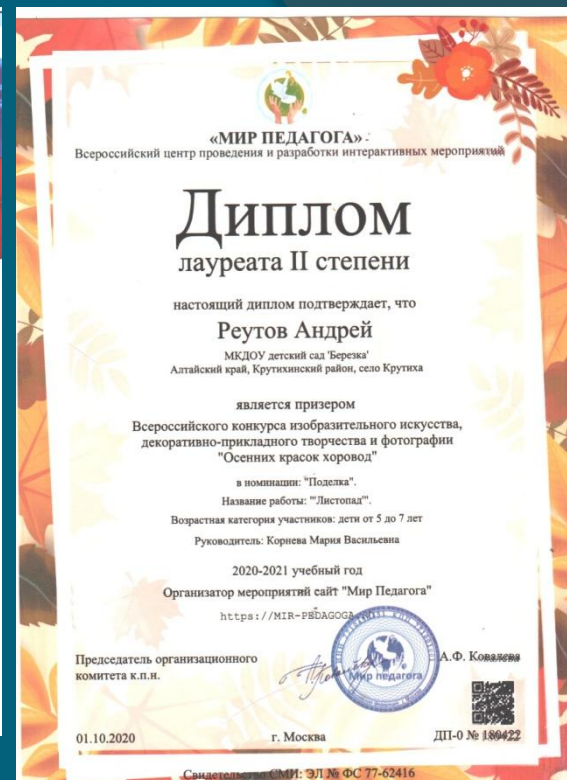 «МИР ПЕДАГОГА»
Всероссийский центр проведения и разработки интерактивных мероприятий
Диплом
лауреата II степени
настоящий диплом подтверждает, что
Реутов Андрей
МКДОУ детский сад 'Березка'
Алтайский край, Крутихинский район, село Крутиха
является призером
Всероссийского конкурса изобразительного искусства,
декоративно-прикладного творчества и фотографии
"Осенних красок хоровод"
в номинации: "Поделка".
Название работы: "'Листопад'".
Возрастная категория участников: дети от 5 до 7 лет
Руководитель: Корнева Мария Васильевна
2020-2021 учебный год
Организатор мероприятий сайт "Мир Педагога"
https://MIR-PEDAGOGA
Председатель организационного
комитета к.п.н.
А.Ф. Ковалева
Мир педагога
01.10.2020
г. Москва
ДП-0 № 180422
Свидетельство СМИ: ЭЛ № ФС 77-62416